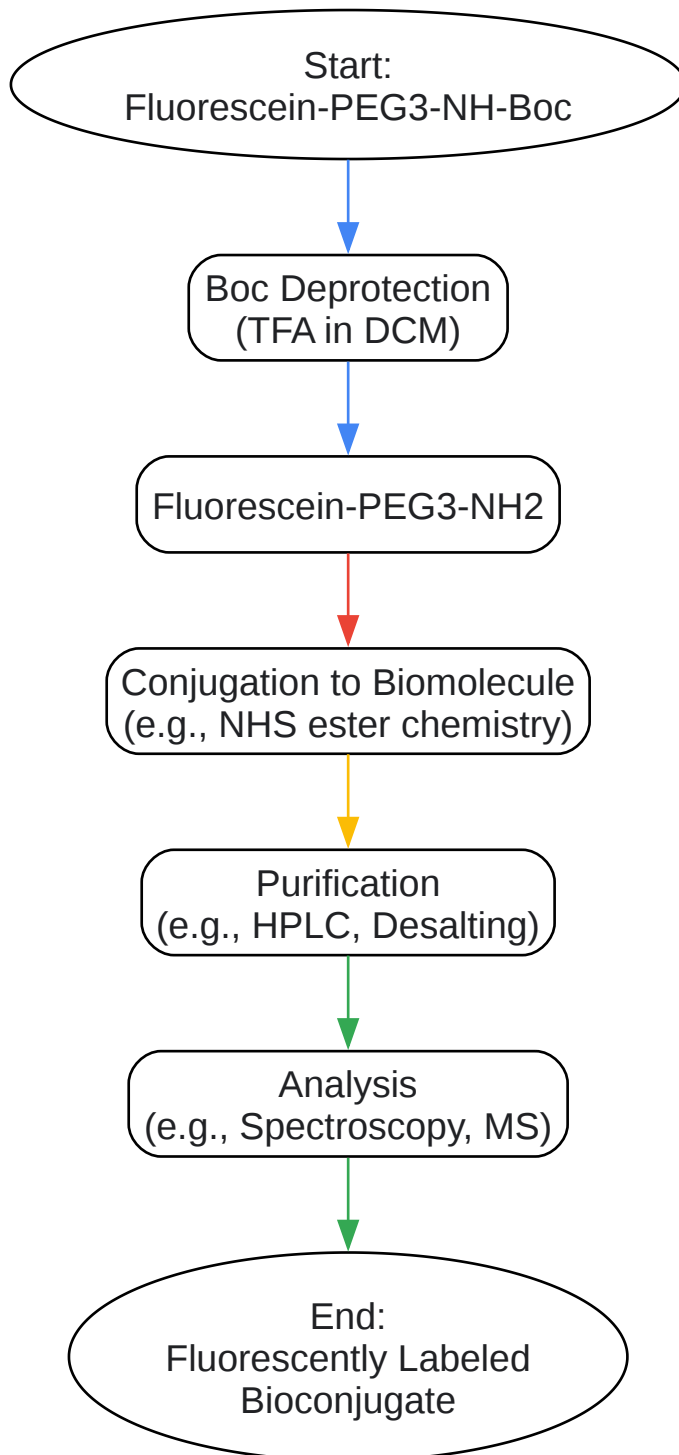 Start:
Fluorescein-PEG3-NH-Boc
Boc Deprotection
(TFA in DCM)
Fluorescein-PEG3-NH2
Conjugation to Biomolecule
(e.g., NHS ester chemistry)
Purification
(e.g., HPLC, Desalting)
Analysis
(e.g., Spectroscopy, MS)
End:
Fluorescently Labeled
Bioconjugate